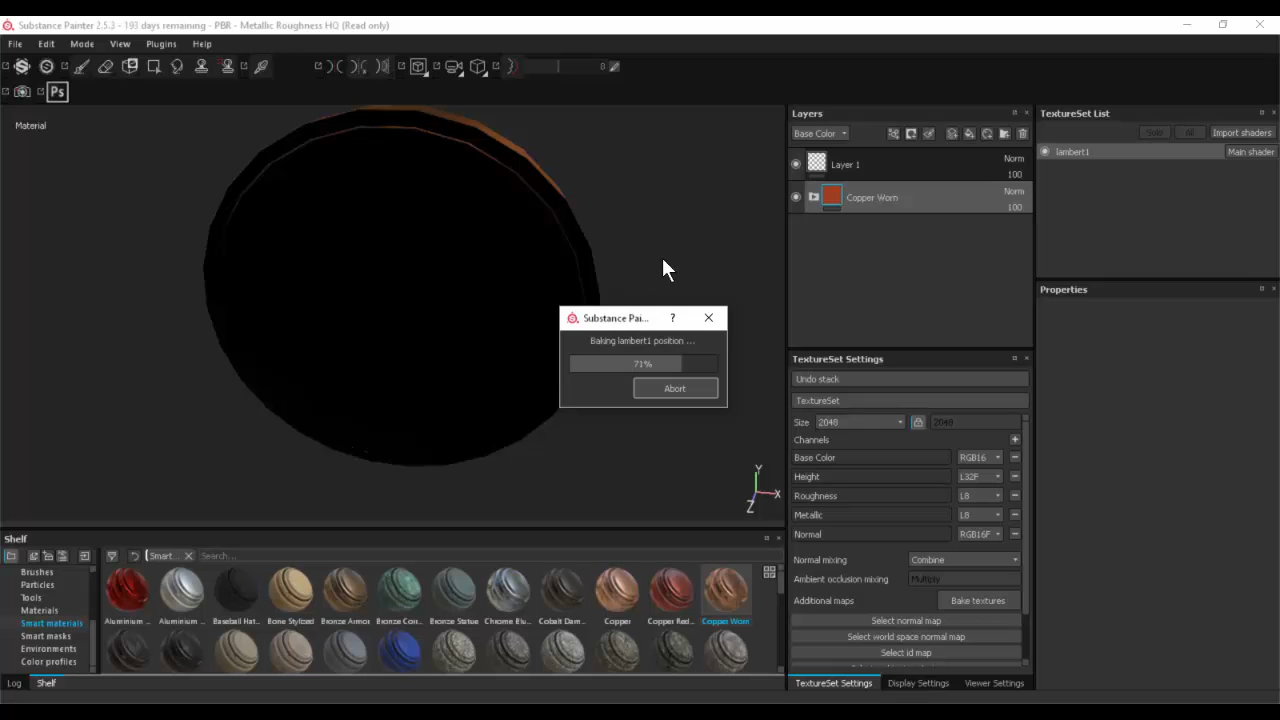 Substance Painter 2.5.3 - 193 days remaining - PBR - Metallic Roughness HQ (Read only)
File Edit Mode View Plugins Help
8
Ps
Material
Layers
Base Color
Layer 1
Norm
100
Copper Worn
Norm
100
TextureSet List
Solo All Import shaders
lambert1 Main shader
Properties
Substance Pai... ?
Baking lambert1 position ...
71%
Abort
TextureSet Settings
Undo stack
TextureSet
Size 2048 2048
Channels
Base Color RGB16
Height L32F
Roughness L8
Metallic L8
Normal RGB16F
Normal mixing Combine
Ambient occlusion mixing Multiply
Additional maps Bake textures
Select normal map
Select world space normal map
Select id map
TextureSet Settings Display Settings Viewer Settings
Y
X
Z
Shelf
Smart... Search...
Brushes
Particles
Tools
Materials
Smart materials
Smart masks
Environments
Color profiles
Aluminium ... Aluminium ... Baseball Hat... Bone Stylized Bronze Armor Bronze Corr... Bronze Statue Chrome Blu... Cobalt Dam... Copper Copper Red... Copper Worn
Log Shelf